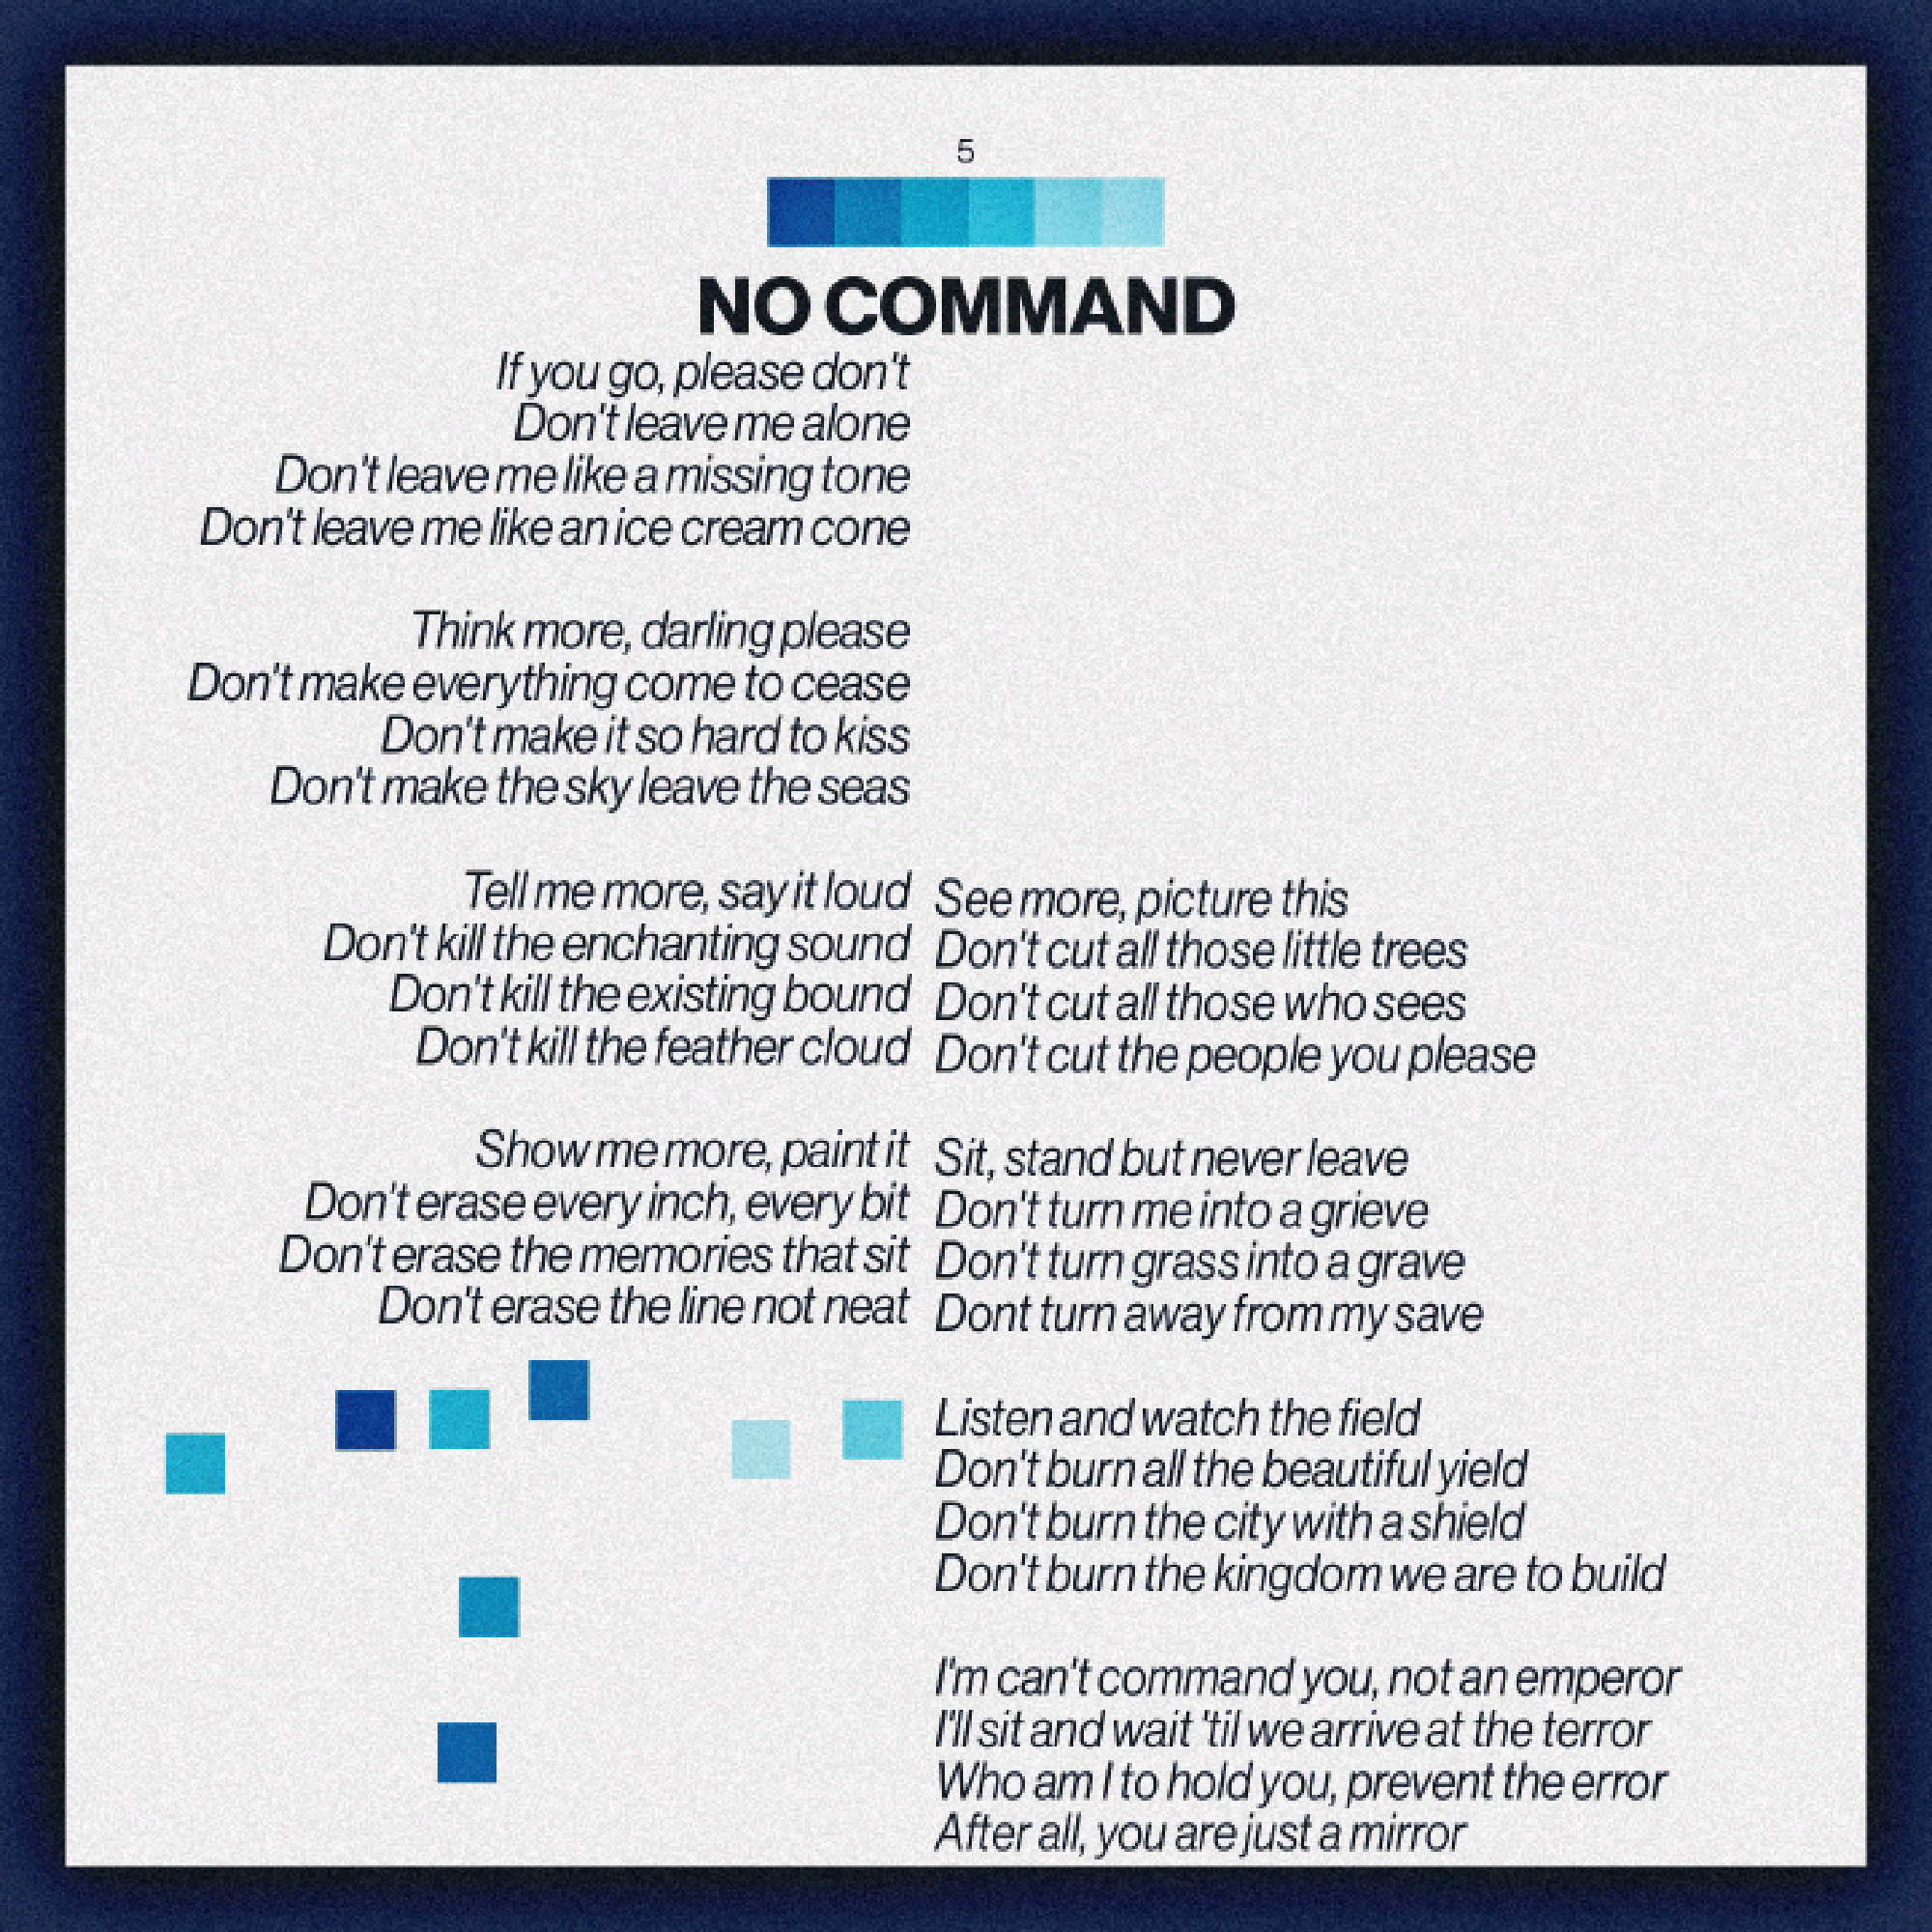 5
NO COMMAND
If you go, please don't
Don't leave me alone
Don't leave me like a missing tone
Don't leave me like an ice cream cone
Think more, darling please
Don't make everything come to cease
Don't make it so hard to kiss
Don't make the sky leave the seas
Tell me more, say it loud
Don't kill the enchanting sound
Don't kill the existing bound
Don't kill the feather cloud
Show me more, paint it
Don't erase every inch, every bit
Don't erase the memories that sit
Don't erase the line not neat
See more, picture this
Don't cut all those little trees
Don't cut all those who sees
Don't cut the people you please
Sit, stand but never leave
Don't turn me into a grieve
Don't turn grass into a grave
Dont turn away from my save
Listen and watch the field
Don't burn all the beautiful yield
Don't burn the city with a shield
Don't burn the kingdom we are to build
I'm can't command you, not an emperor
I'll sit and wait 'til we arrive at the terror
Who am I to hold you, prevent the error
After all, you are just a mirror